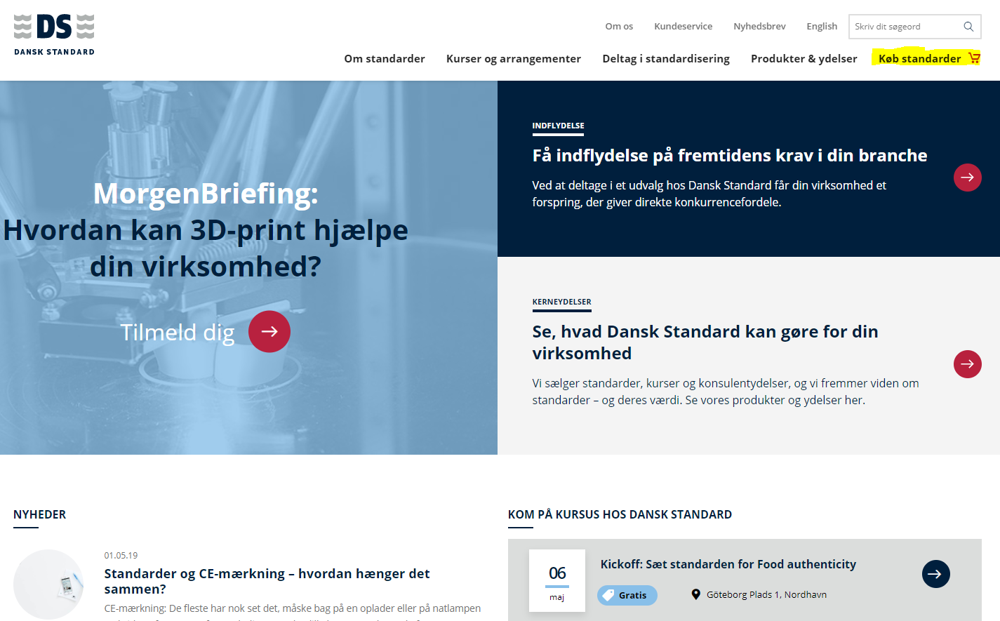 DS
DANSK STANDARD
Om os
Kundeservice
Nyhedsbrev
English
Skriv dit søgeord
Om standarder
Kurser og arrangementer
Deltag i standardisering
Produkter & ydelser
Køb standarder
MorgenBriefing:
Hvordan kan 3D-print hjælpe
din virksomhed?
Tilmeld dig
INDFLYDELSE
Få indflydelse på fremtidens krav i din branche
Ved at deltage i et udvalg hos Dansk Standard får din virksomhed et
forspring, der giver direkte konkurrencefordele.
KERNEYDELSER
Se, hvad Dansk Standard kan gøre for din
virksomhed
Vi sælger standarder, kurser og konsulentydelser, og vi fremmer viden om
standarder – og deres værdi. Se vores produkter og ydelser her.
NYHEDER
01.05.19
Standarder og CE-mærkning – hvordan hænger det
sammen?
CE-mærkning: De fleste har nok set det, måske bag på en oplader eller på natlampen
KOM PÅ KURSUS HOS DANSK STANDARD
06
maj
Kickoff: Sæt standarden for Food authenticity
Gratis
Göteborg Plads 1, Nordhavn